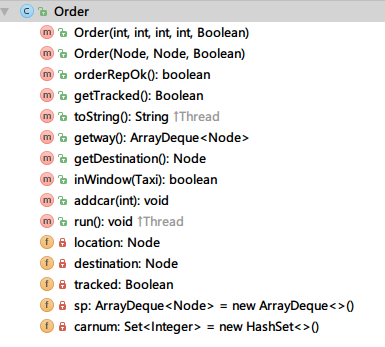 Order
Order(int, int, int, int, Boolean)
Order(Node, Node, Boolean)
orderRepOk(): boolean
getTracked(): Boolean
toString(): String ↑Thread
getway(): ArrayDeque<Node>
getDestination(): Node
inWindow(Taxi): boolean
addcar(int): void
run(): void ↑Thread
location: Node
destination: Node
tracked: Boolean
sp: ArrayDeque<Node> = new ArrayDeque<>()
carnum: Set<Integer> = new HashSet<>()